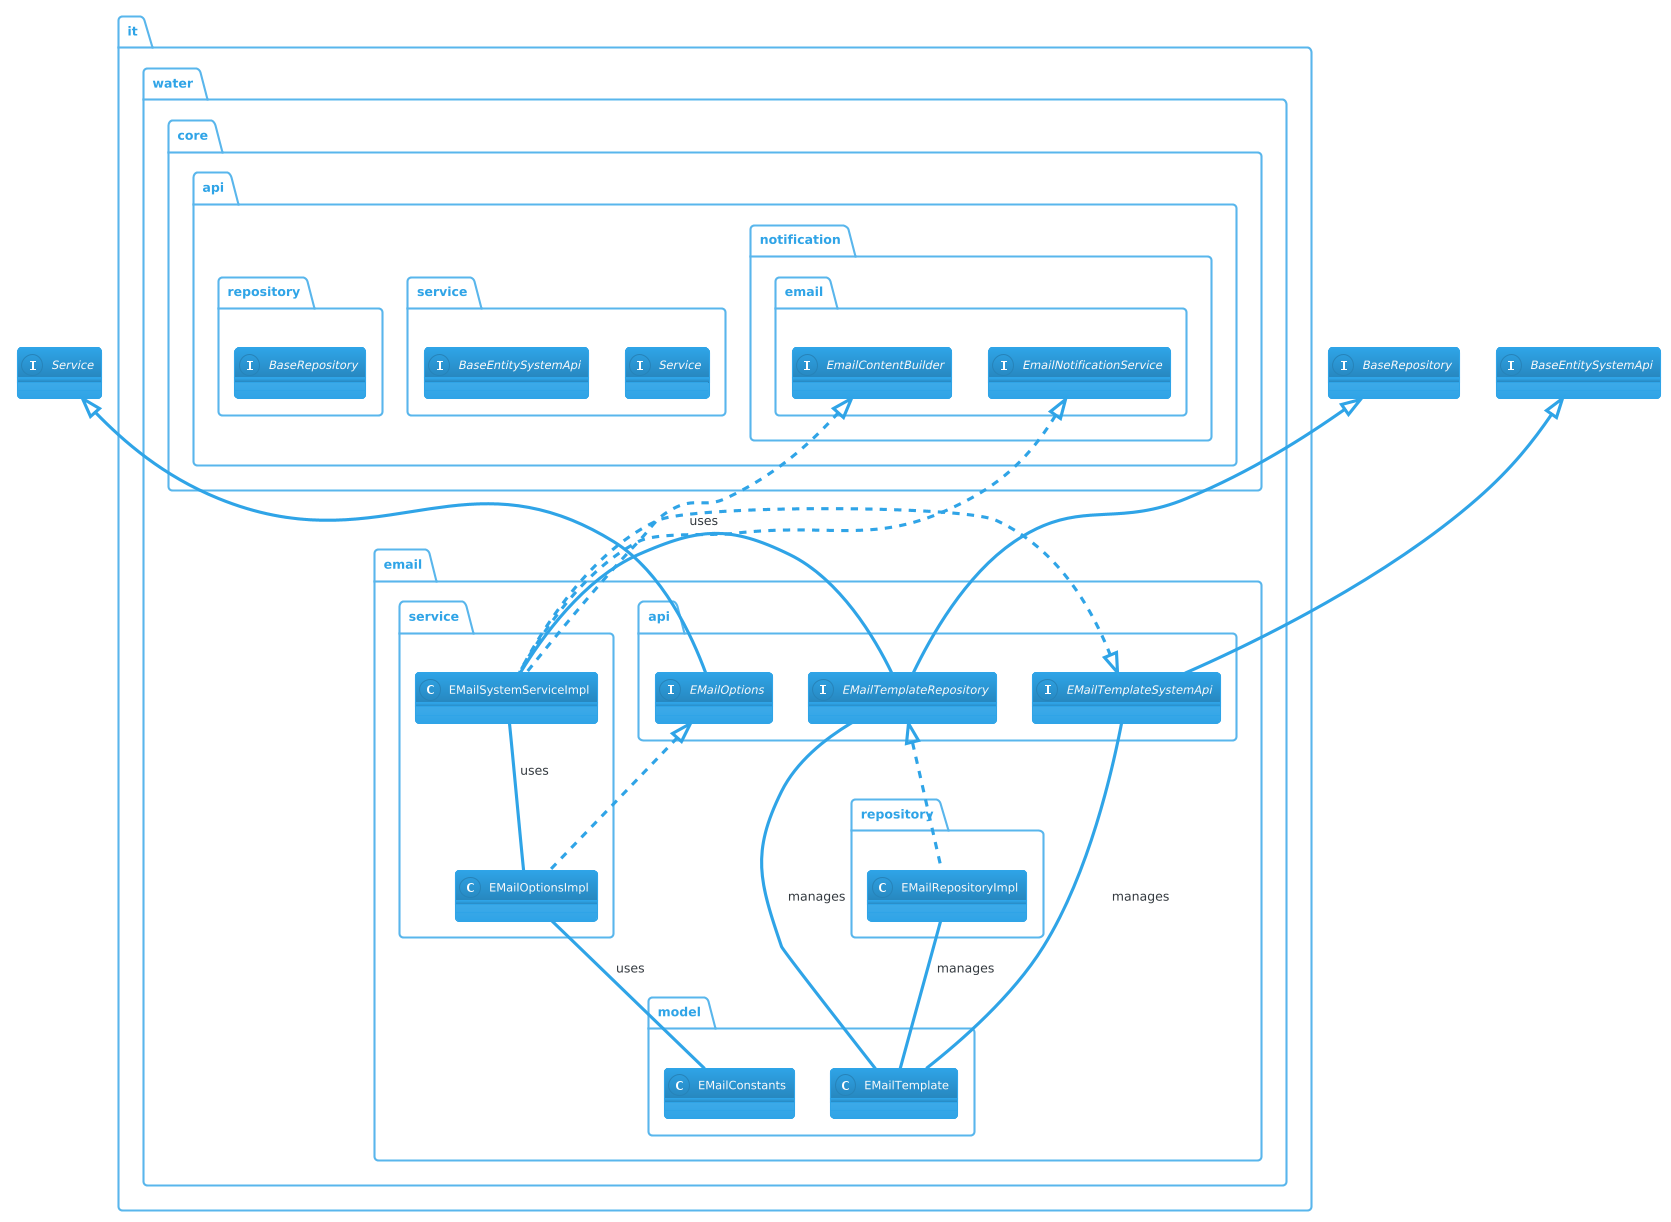 it
water
core
api
notification
repository
service
email
I Service
I BaseRepository
I BaseEntitySystemApi
I Service
I EmailContentBuilder
I EmailNotificationService
I BaseRepository
I BaseEntitySystemApi
uses
email
service
api
C EMailSystemServiceImpl
I EMailOptions
I EMailTemplateRepository
I EMailTemplateSystemApi
uses
repository
C EMailOptionsImpl
C EMailRepositoryImpl
manages
manages
uses
manages
model
C EMailConstants
C EMailTemplate